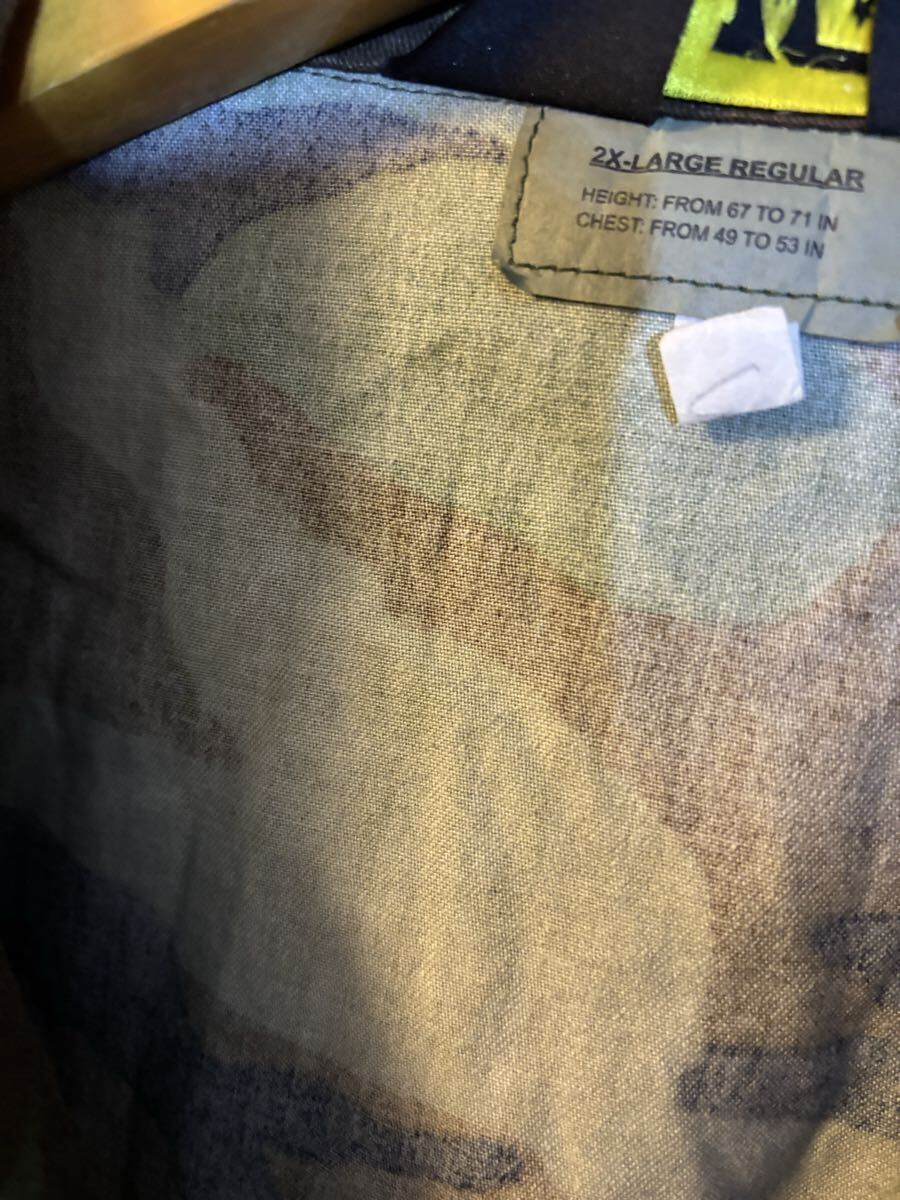 2X-LARGE REGULAR
HEIGHT: FROM 67 TO 71 IN
CHEST: FROM 49 TO 53 IN